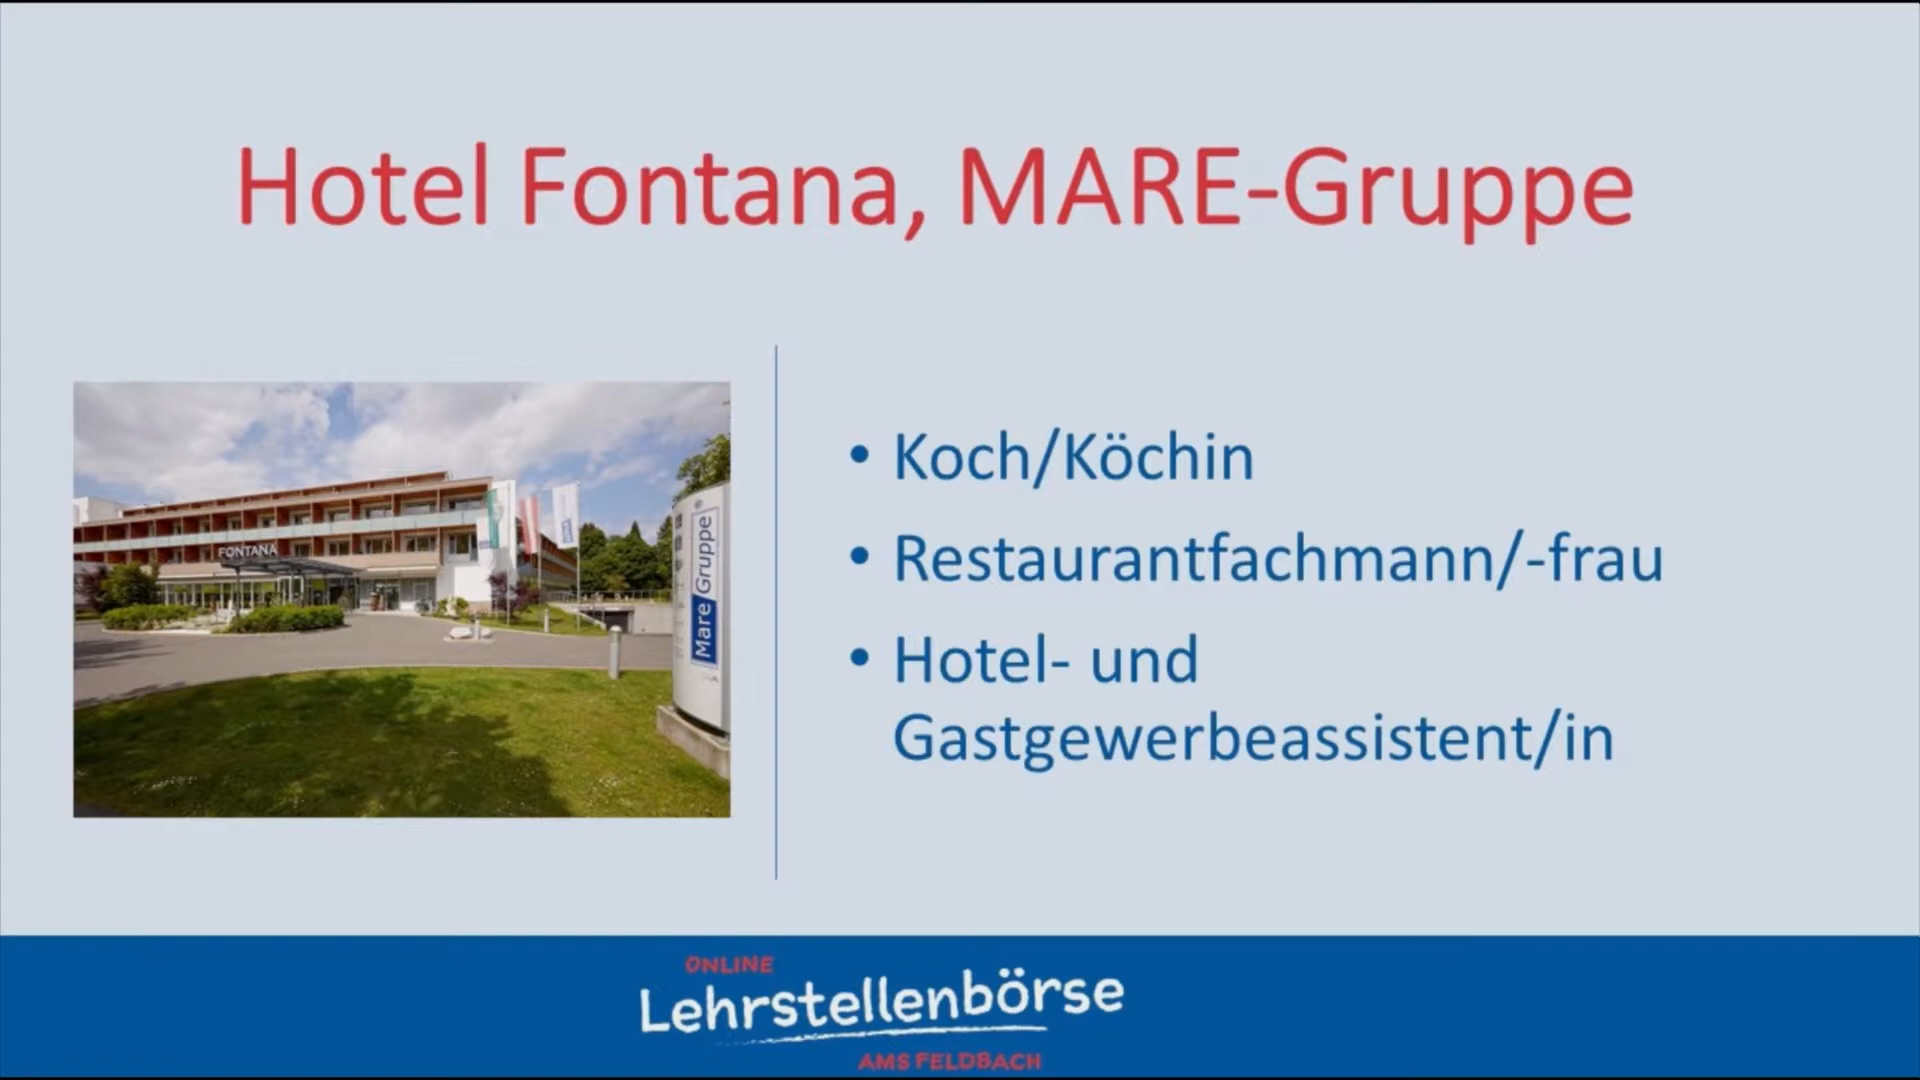 Hotel Fontana, MARE-Gruppe
FONTANA
Mare Gruppe
• Koch/Köchin
• Restaurantfachmann/-frau
• Hotel- und
Gastgewerbeassistent/in
ONLINE
Lehrstellenbörse
AMS FELDBACH